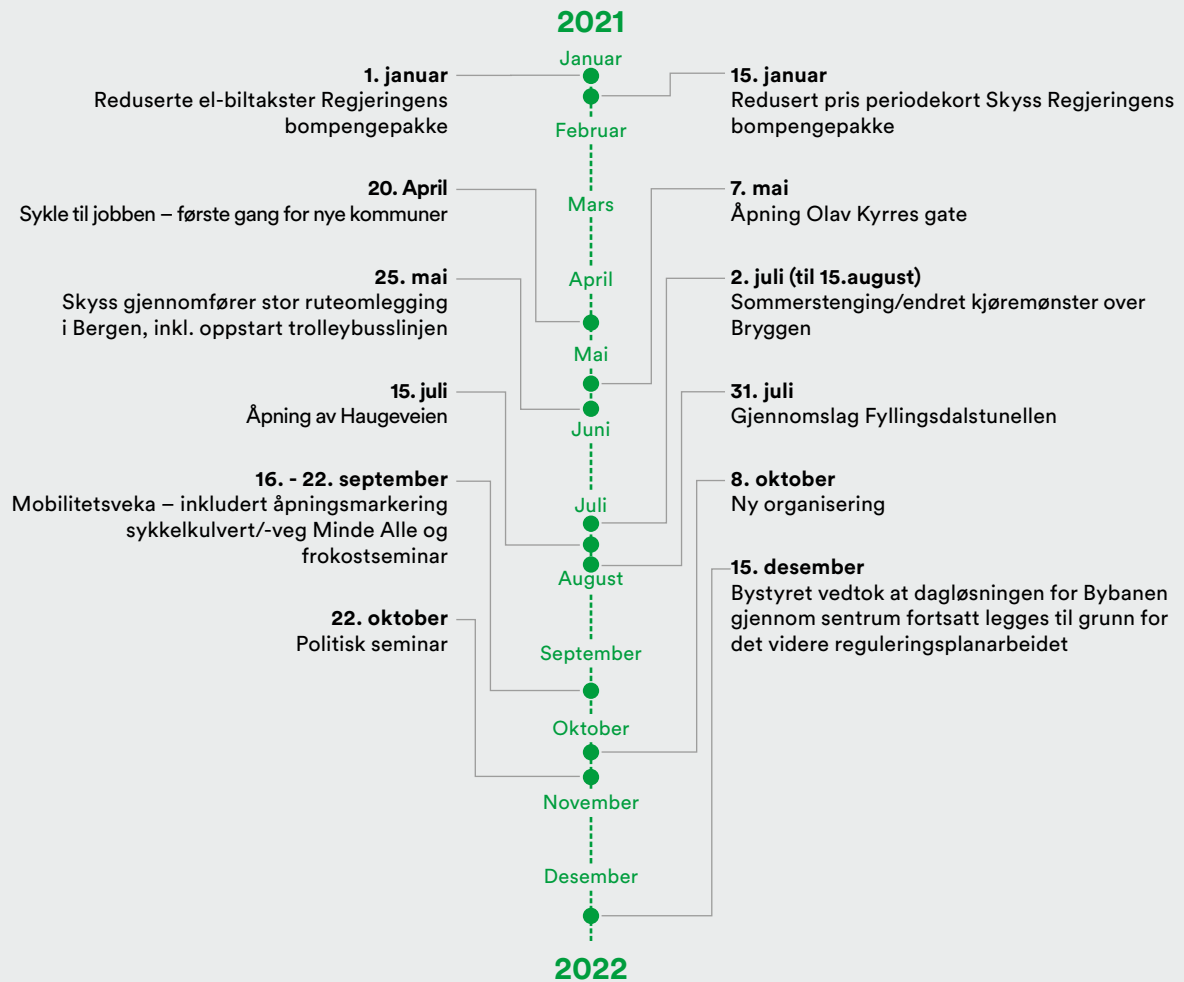 2021
Januar
Februar
Mars
April
Mai
Juni
Juli
August
September
Oktober
November
Desember
2022
1. januar
Reduserte el-biltakster Regjeringens
bompengepakke
20. April
Sykle til jobben – første gang for nye kommuner
25. mai
Skyss gjennomfører stor ruteomlegging
i Bergen, inkl. oppstart trolleybusslinjen
15. juli
Åpning av Haugeveien
16. - 22. september
Mobilitetsveka – inkludert åpningsmarkering
sykkelkulvert/-veg Minde Alle og
frokostseminar
22. oktober
Politisk seminar
15. januar
Redusert pris periodekort Skyss Regjeringens
bompengepakke
7. mai
Åpning Olav Kyrres gate
2. juli (til 15.august)
Sommerstenging/endret kjøremønster over
Bryggen
31. juli
Gjennomslag Fyllingsdalstunellen
8. oktober
Ny organisering
15. desember
Bystyret vedtok at dagløsningen for Bybanen
gjennom sentrum fortsatt legges til grunn for
det videre reguleringsplanarbeidet